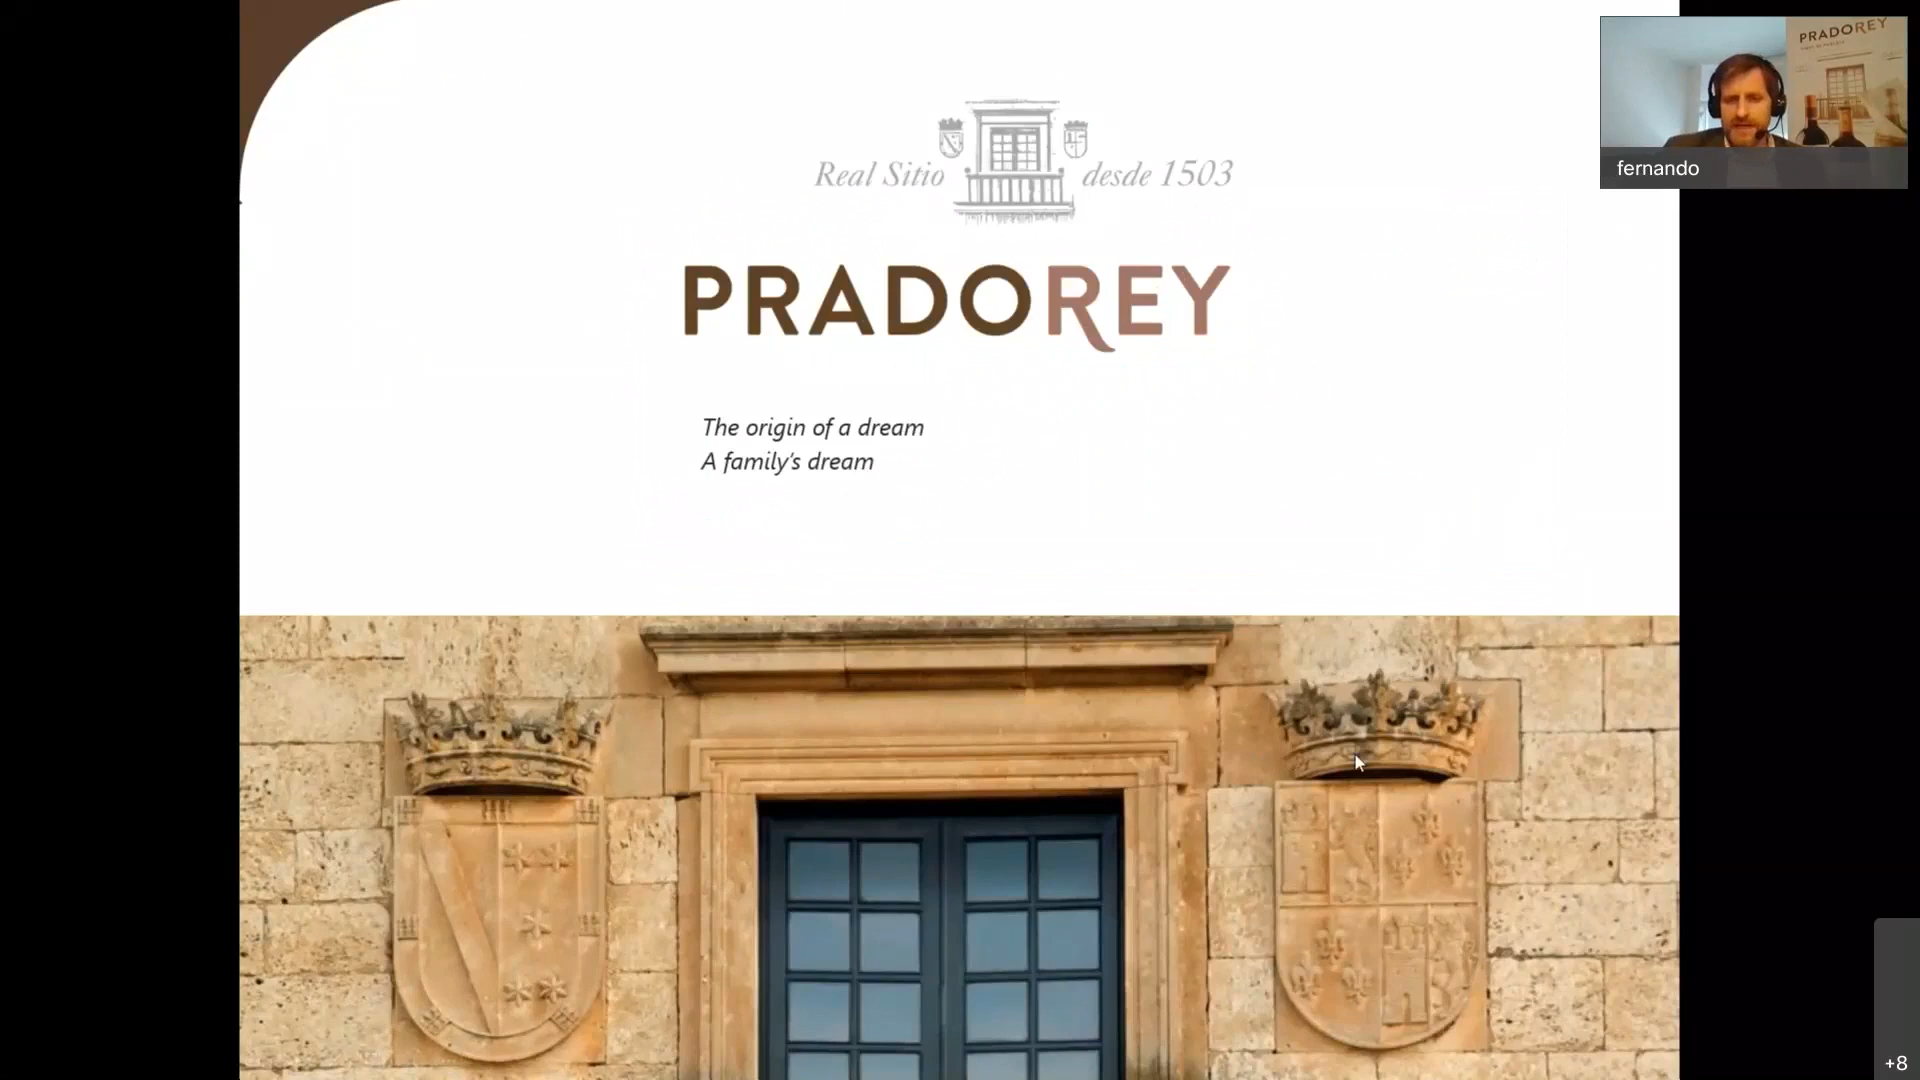 Real Sitio desde 1503
PRADOREY
The origin of a dream
A family's dream
PRADOREY
fernando
+8